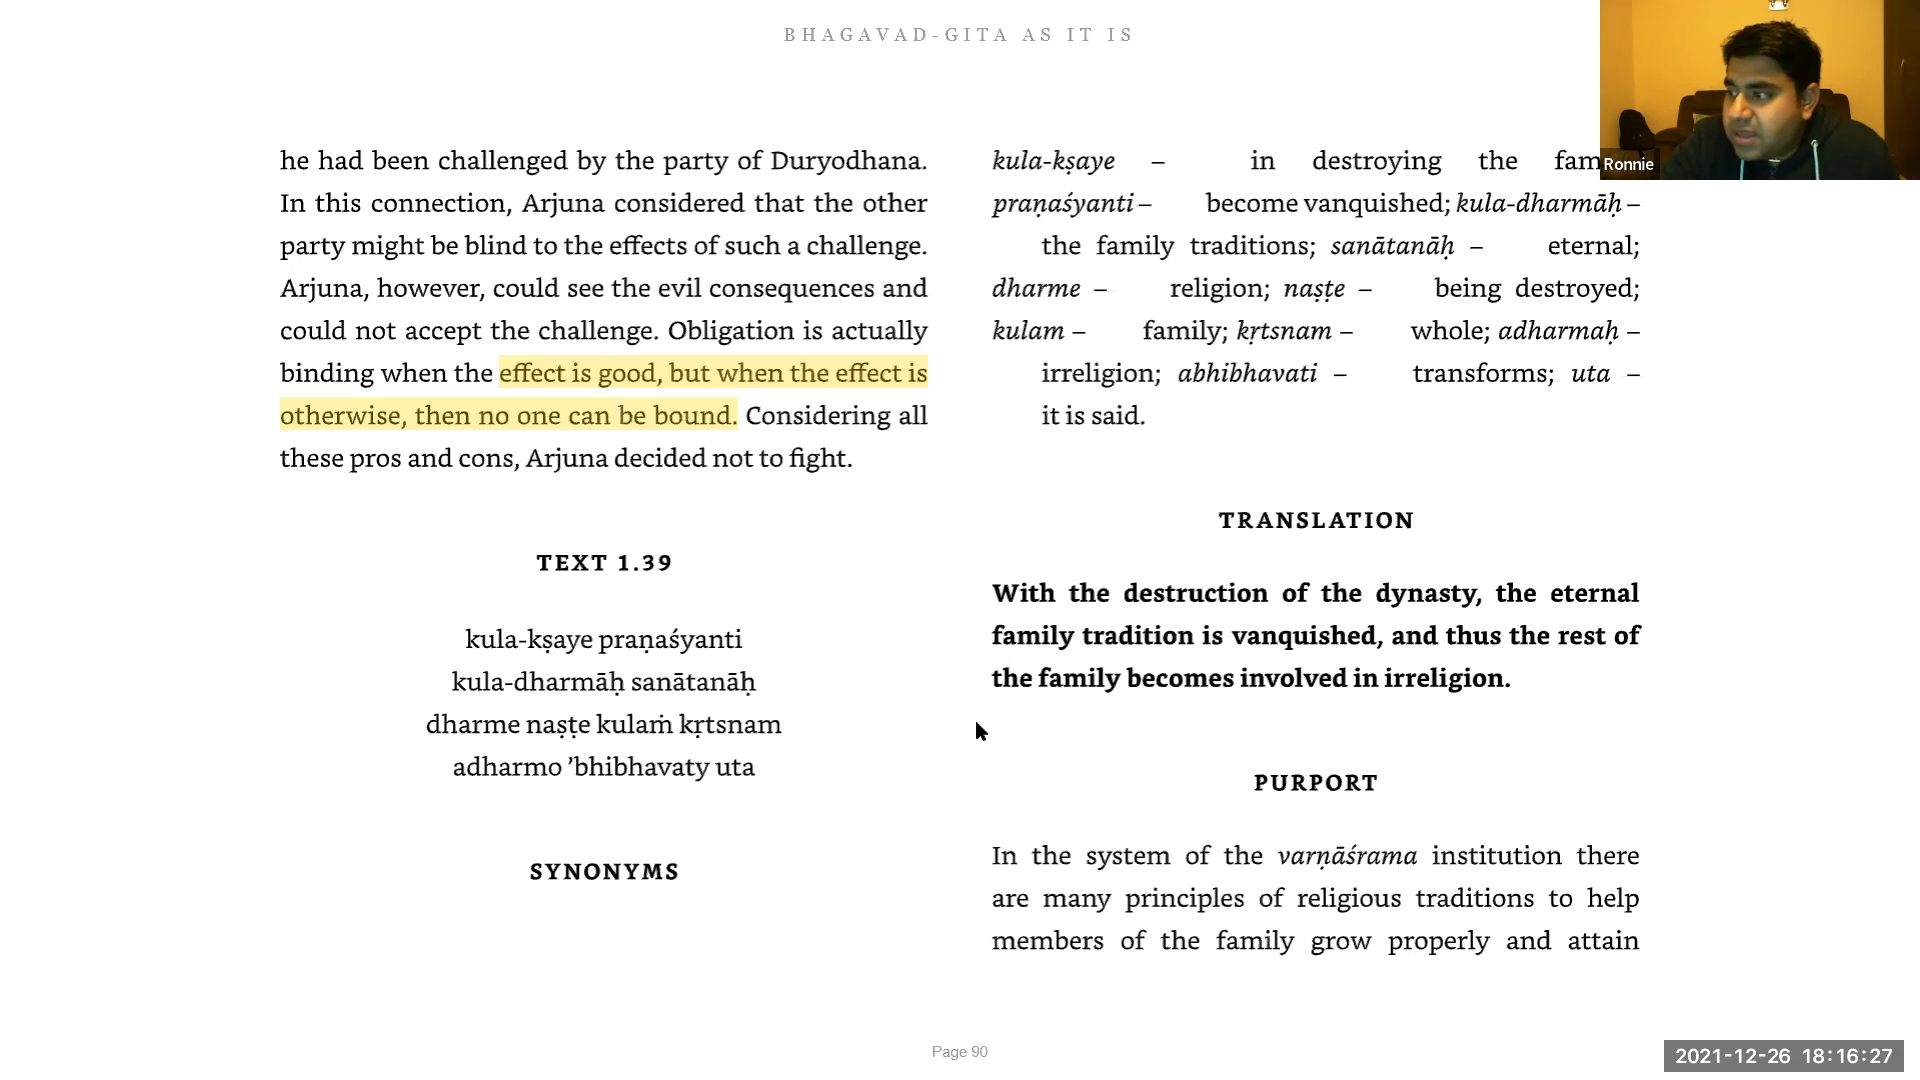 BHAGAVAD-GITA AS IT IS
he had been challenged by the party of Duryodhana.
In this connection, Arjuna considered that the other
party might be blind to the effects of such a challenge.
Arjuna, however, could see the evil consequences and
could not accept the challenge. Obligation is actually
binding when the effect is good, but when the effect is
otherwise, then no one can be bound. Considering all
these pros and cons, Arjuna decided not to fight.
TEXT 1.39
kula-kṣaye praṇaśyanti
kula-dharmāḥ sanātanāḥ
dharme naṣṭe kulaṁ kṛtsnam
adharmo ’bhibhavaty uta
SYNONYMS
kula-kṣaye – in destroying the fam
praṇaśyanti – become vanquished; kula-dharmāḥ –
the family traditions; sanātanāḥ – eternal;
dharme – religion; naṣṭe – being destroyed;
kulam – family; kṛtsnam – whole; adharmaḥ –
irreligion; abhibhavati – transforms; uta –
it is said.
TRANSLATION
With the destruction of the dynasty, the eternal
family tradition is vanquished, and thus the rest of
the family becomes involved in irreligion.
PURPORT
In the system of the varṇāśrama institution there
are many principles of religious traditions to help
members of the family grow properly and attain
Page 90
Ronnie
2021-12-26 18:16:27